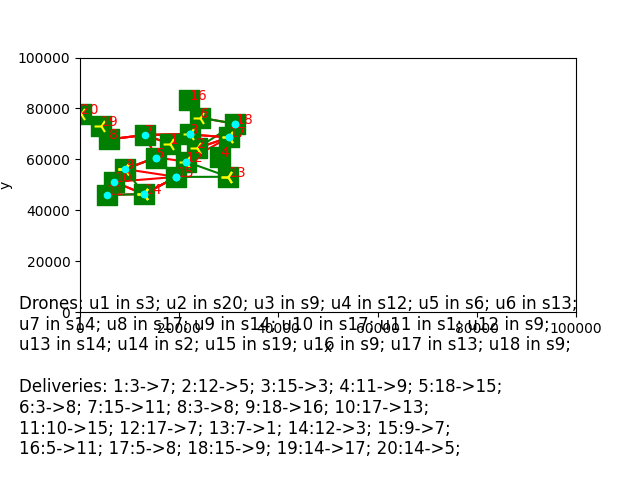 100000
80000
60000
40000
20000
0
y
0 20000 40000 60000 80000 100000
x
Drones: u1 in s3; u2 in s20; u3 in s9; u4 in s12; u5 in s6; u6 in s13;
u7 in s14; u8 in s17; u9 in s14; u10 in s17; u11 in s1; u12 in s9;
u13 in s14; u14 in s2; u15 in s19; u16 in s9; u17 in s13; u18 in s9;
Deliveries: 1:3->7; 2:12->5; 3:15->3; 4:11->9; 5:18->15;
6:3->8; 7:15->11; 8:3->8; 9:18->16; 10:17->13;
11:10->15; 12:17->7; 13:7->1; 14:12->3; 15:9->7;
16:5->11; 17:5->8; 18:15->9; 19:14->17; 20:14->5;